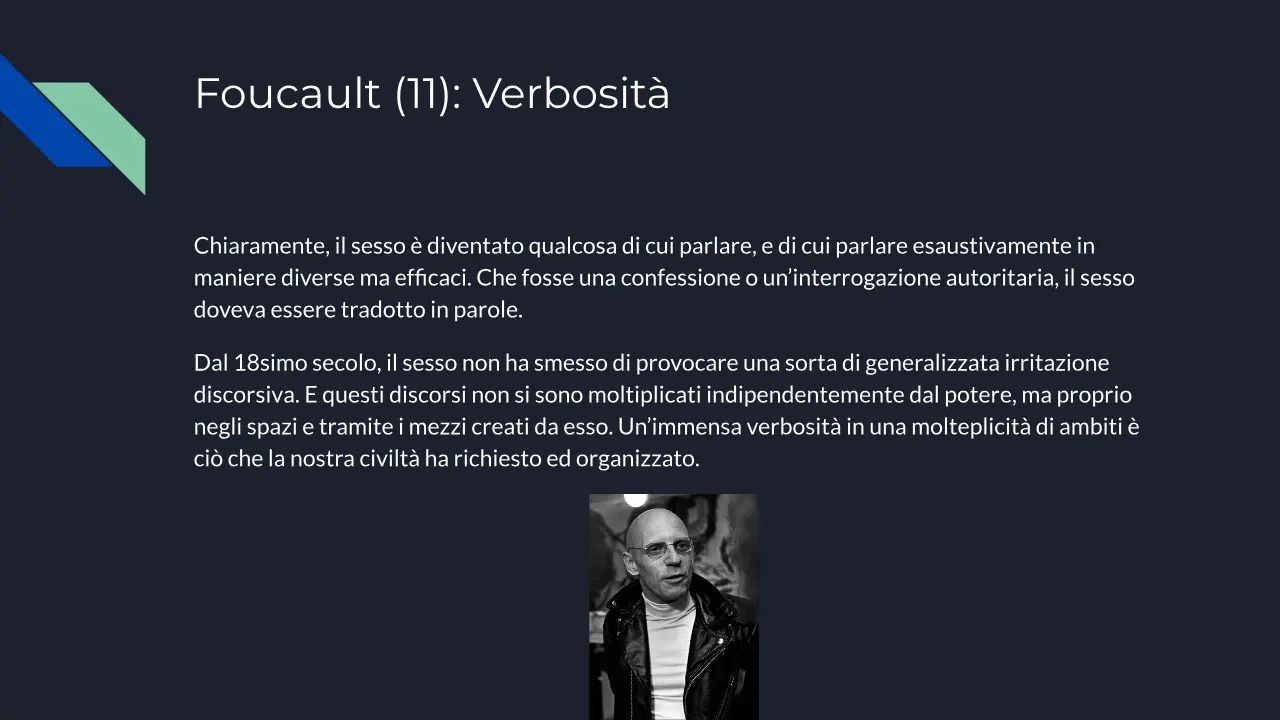 Foucault (11): Verbosità
Chiaramente, il sesso è diventato qualcosa di cui parlare, e di cui parlare esaustivamente in
maniere diverse ma efficaci. Che fosse una confessione o un’interrogazione autoritaria, il sesso
doveva essere tradotto in parole.
Dal 18simo secolo, il sesso non ha smesso di provocare una sorta di generalizzata irritazione
discorsiva. E questi discorsi non si sono moltiplicati indipendentemente dal potere, ma proprio
negli spazi e tramite i mezzi creati da esso. Un’immensa verbosità in una molteplicità di ambiti è
ciò che la nostra civiltà ha richiesto ed organizzato.